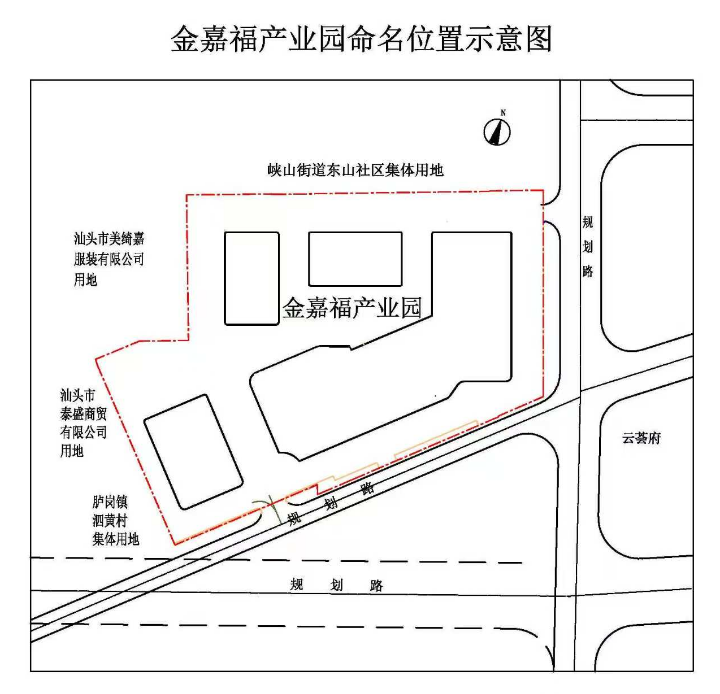 金嘉福产业园命名位置示意图
N
峡山街道东山社区集体用地
汕头市美绮嘉
服装有限公司
用地
规划路
金嘉福产业园
汕头市
泰盛商贸
有限公司
用地
云荟府
胪岗镇
泗黄村
集体用地
规划路
规划路